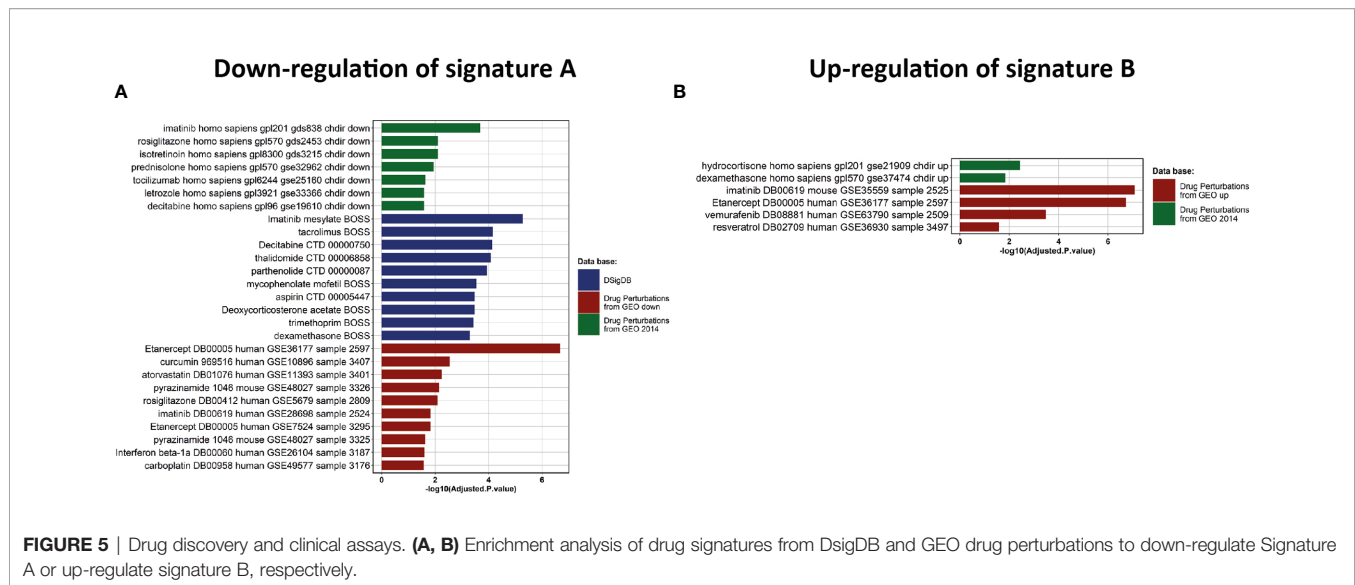 Down-regulation of signature A
A
imatinib homo sapiens gpl201 gds838 chdir down
rosiglitazone homo sapiens gpl570 gds2453 chdir down
isotretinoin homo sapiens gpl8300 gds3215 chdir down
prednisolone homo sapiens gpl570 gse32962 chdir down
tocilizumab homo sapiens gpl6244 gse25160 chdir down
letrozole homo sapiens gpl3921 gse33366 chdir down
decitabine homo sapiens gpl96 gse19610 chdir down
Imatinib mesylate BOSS
tacrolimus BOSS
Decitabine CTD 00000750
thalidomide CTD 00006858
parthenolide CTD 00000087
mycophenolate mofetil BOSS
aspirin CTD 00005447
Deoxycorticosterone acetate BOSS
trimethoprim BOSS
dexamethasone BOSS
Etanercept DB00005 human GSE36177 sample 2597
curcumin 969516 human GSE10896 sample 3407
atorvastatin DB01076 human GSE11393 sample 3401
pyrazinamide 1046 mouse GSE48027 sample 3326
rosiglitazone DB00412 human GSE5679 sample 2809
imatinib DB00619 human GSE28698 sample 2524
Etanercept DB00005 human GSE7524 sample 3295
pyrazinamide 1046 mouse GSE48027 sample 3325
Interferon beta-1a DB00060 human GSE26104 sample 3187
carboplatin DB00958 human GSE49577 sample 3176
0 2 4 6
-log10(Adjusted.P.value)
Data base:
DSigDB
Drug Perturbations
from GEO down
Drug Perturbations
from GEO 2014
Up-regulation of signature B
B
hydrocortisone homo sapiens gpl201 gse21909 chdir up
dexamethasone homo sapiens gpl570 gse37474 chdir up
imatinib DB00619 mouse GSE35559 sample 2525
Etanercept DB00005 human GSE36177 sample 2597
vemurafenib DB08881 human GSE63790 sample 2509
resveratrol DB02709 human GSE36930 sample 3497
0 2 4 6
-log10(Adjusted.P.value)
Data base:
Drug Perturbations
from GEO up
Drug Perturbations
from GEO 2014
FIGURE 5 | Drug discovery and clinical assays. (A, B) Enrichment analysis of drug signatures from DsigDB and GEO drug perturbations to down-regulate Signature
A or up-regulate signature B, respectively.